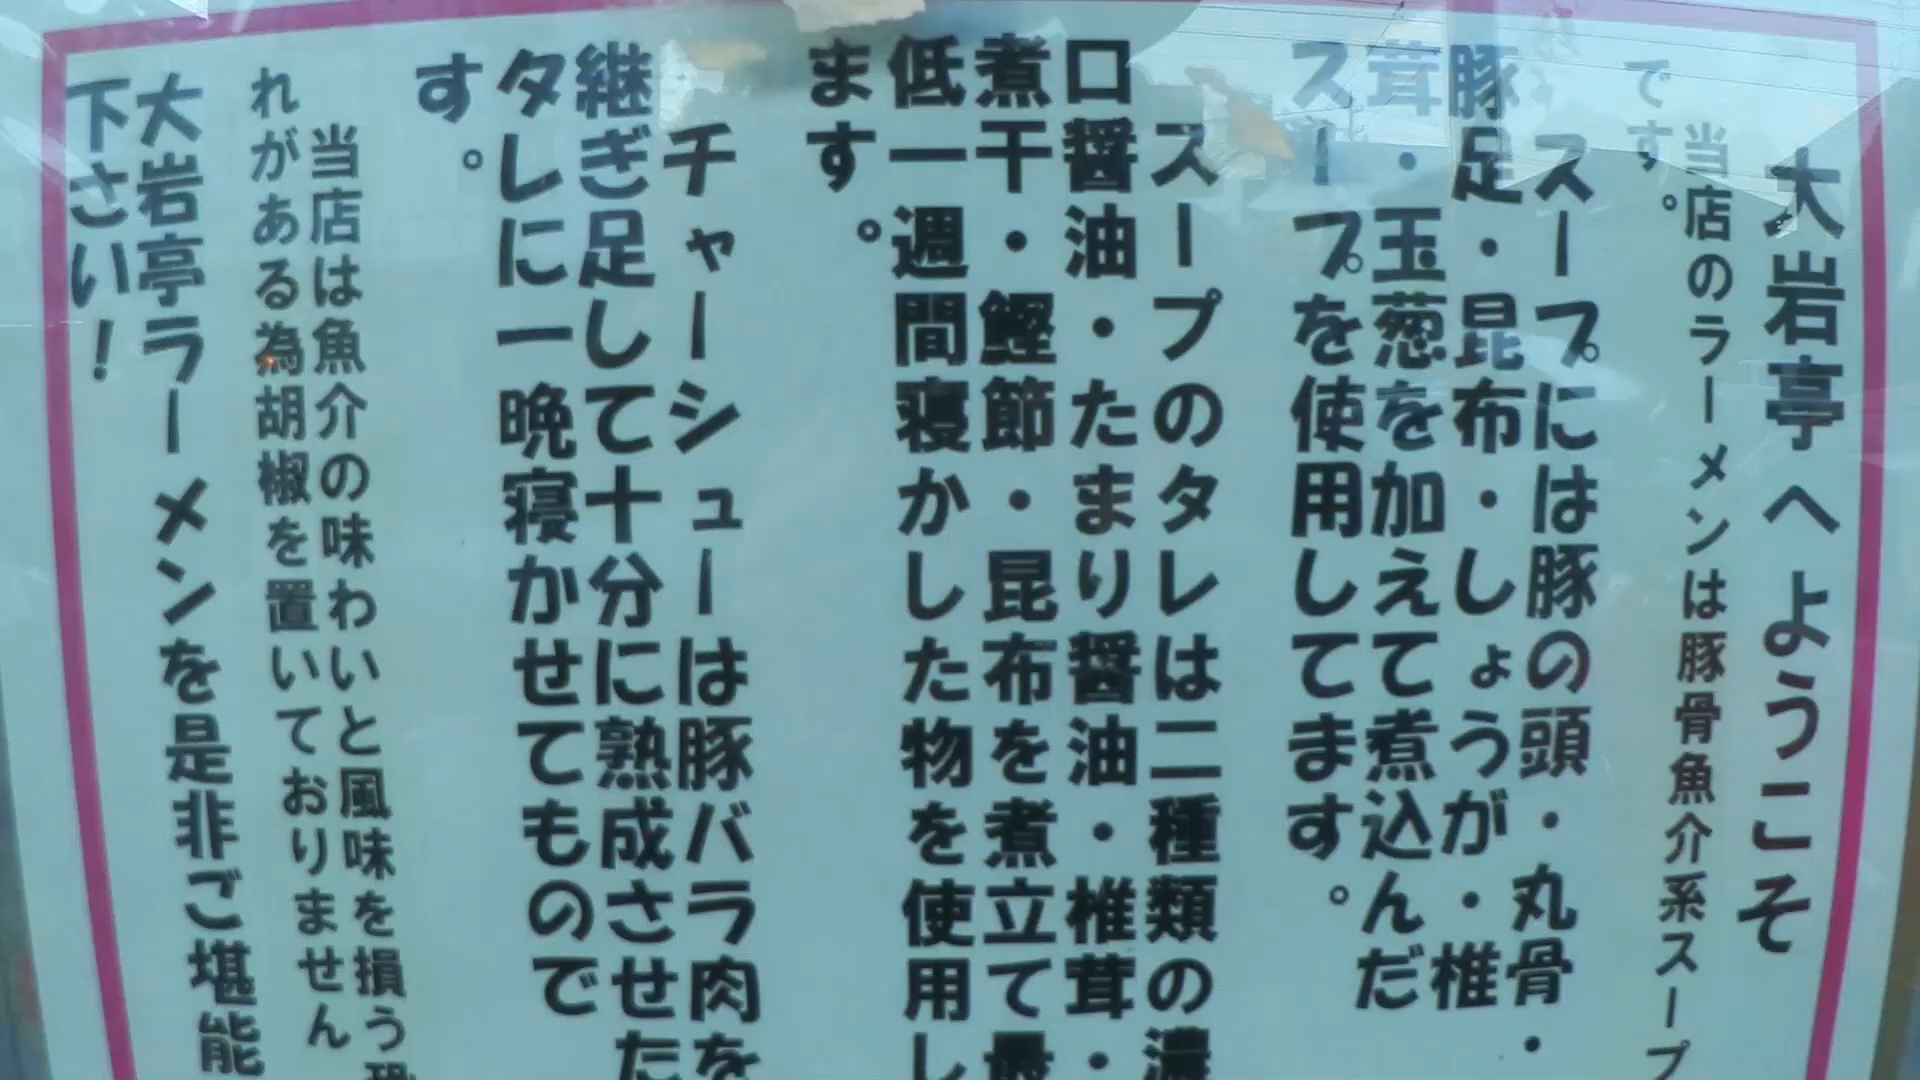 大岩亭へようこそ
当店のラーメンは豚骨魚介系スープ
です。
スープには豚の頭・丸骨・
豚足・昆布・しょうが・椎
茸・玉葱を加えて煮込んだ
スープを使用してます。
スープのタレは二種類の濃
口醤油・たまり醤油・椎茸・
煮干・鰹節・昆布を煮立て最
低一週間寝かした物を使用し
ます。
チャーシューは豚バラ肉を
継ぎ足して十分に熟成させた
タレに一晩寝かせてもので
す。
当店は魚介の味わいと風味を損う恐
れがある為胡椒を置いておりません
大岩亭ラーメンを是非ご堪能
下さい!